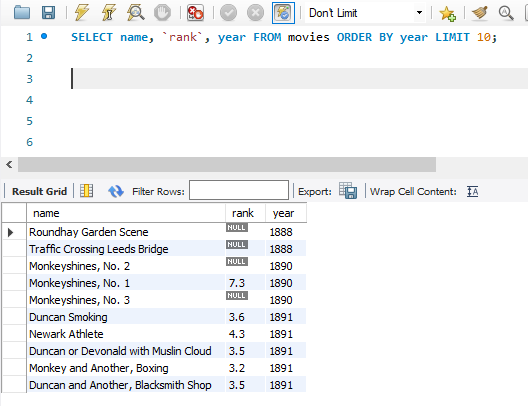 Don't Limit
1 SELECT name, `rank`, year FROM movies ORDER BY year LIMIT 10;
2
3
4
5
6
Result Grid Filter Rows: Export: Wrap Cell Content: IA
name rank year
Roundhay Garden Scene NULL 1888
Traffic Crossing Leeds Bridge NULL 1888
Monkeyshines, No. 2 NULL 1890
Monkeyshines, No. 1 7.3 1890
Monkeyshines, No. 3 NULL 1890
Duncan Smoking 3.6 1891
Newark Athlete 4.3 1891
Duncan or Devonald with Muslin Cloud 3.5 1891
Monkey and Another, Boxing 3.2 1891
Duncan and Another, Blacksmith Shop 3.5 1891